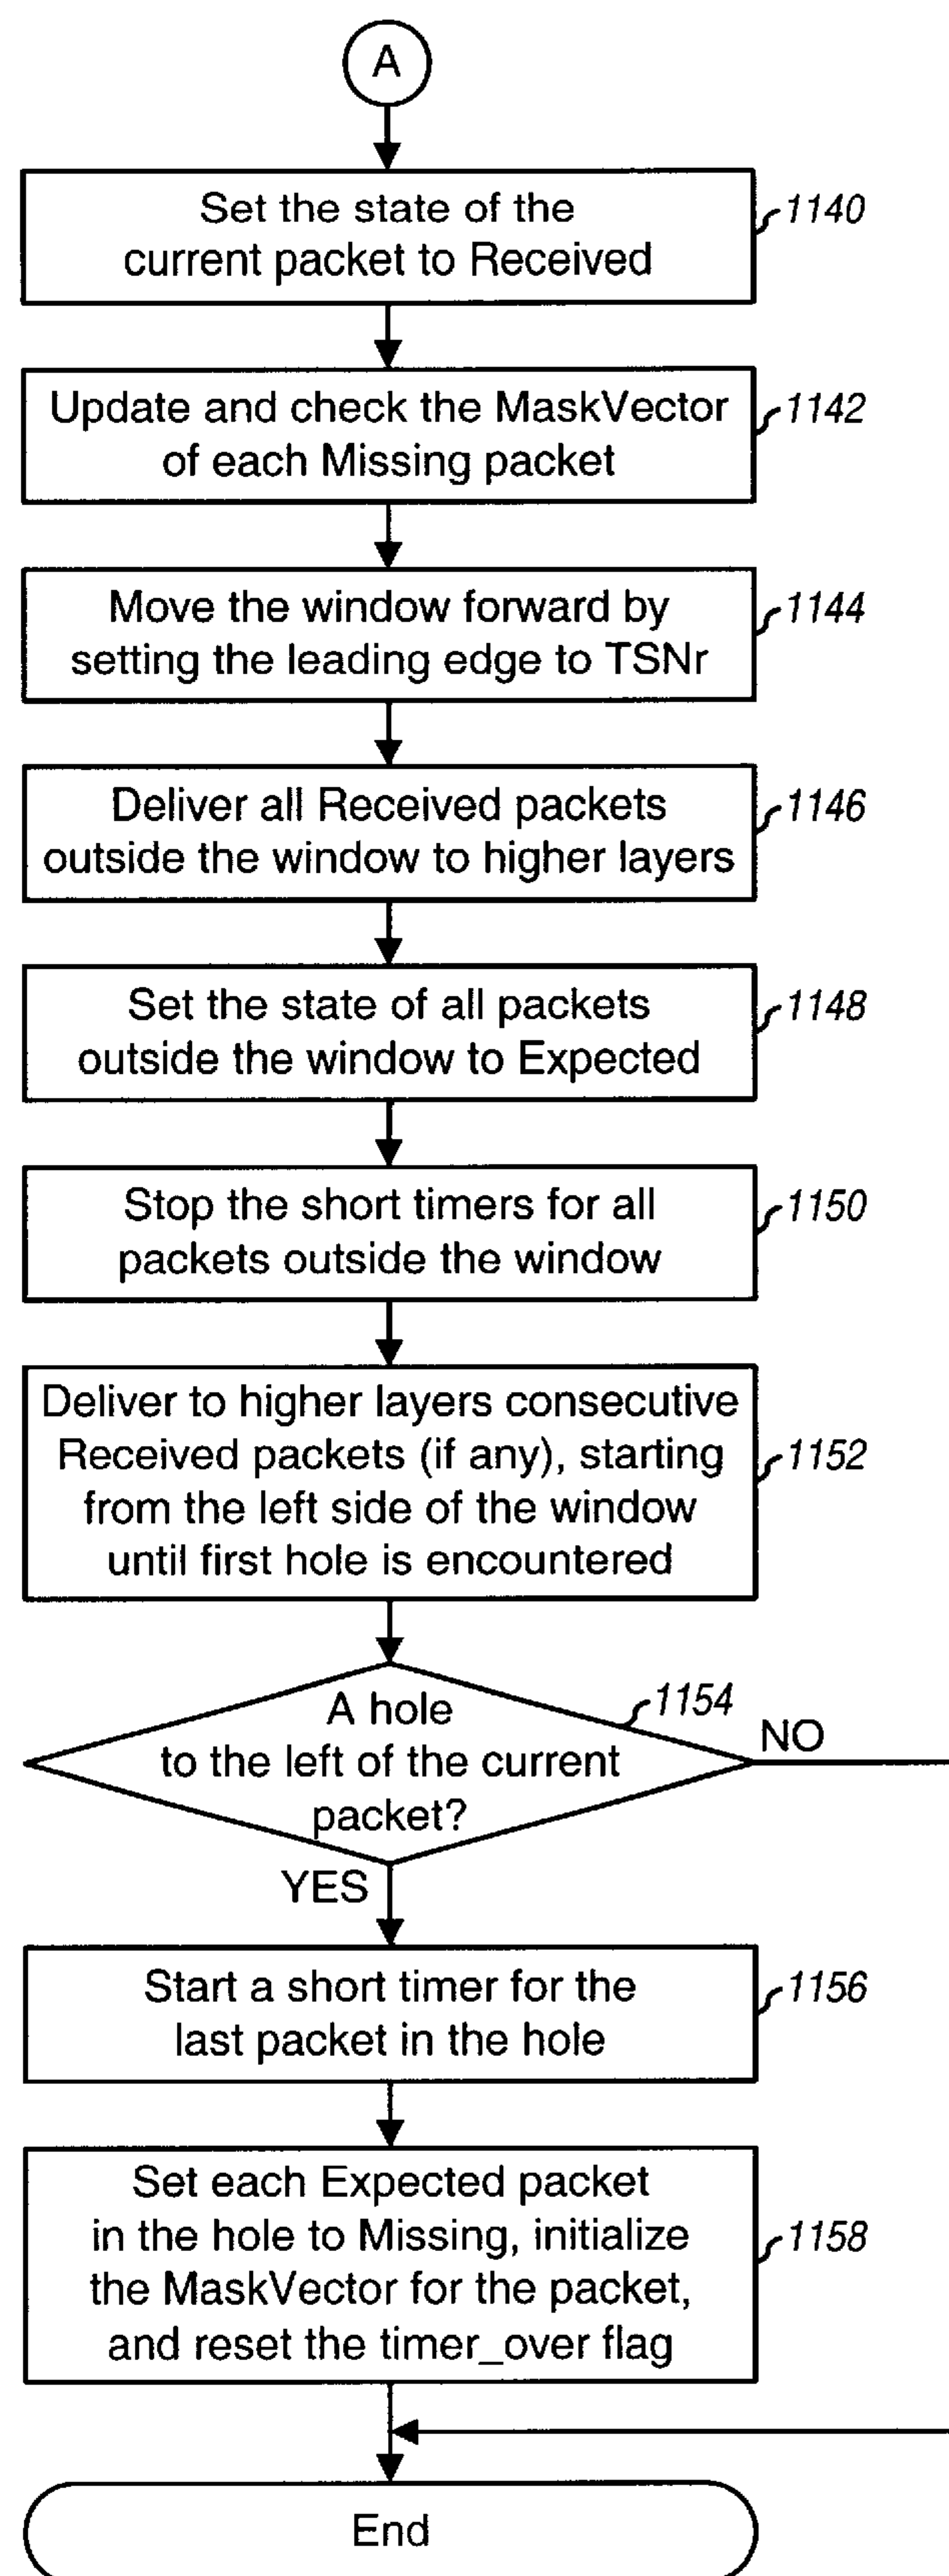 A
Set the state of the
current packet to Received
1140
Update and check the MaskVector
of each Missing packet
1142
Move the window forward by
setting the leading edge to TSNr
1144
Deliver all Received packets
outside the window to higher layers
1146
Set the state of all packets
outside the window to Expected
1148
Stop the short timers for all
packets outside the window
1150
Deliver to higher layers consecutive
Received packets (if any), starting
from the left side of the window
until first hole is encountered
1152
A hole
to the left of the current
packet?
1154
NO
YES
Start a short timer for the
last packet in the hole
1156
Set each Expected packet
in the hole to Missing, initialize
the MaskVector for the packet,
and reset the timer_over flag
1158
End